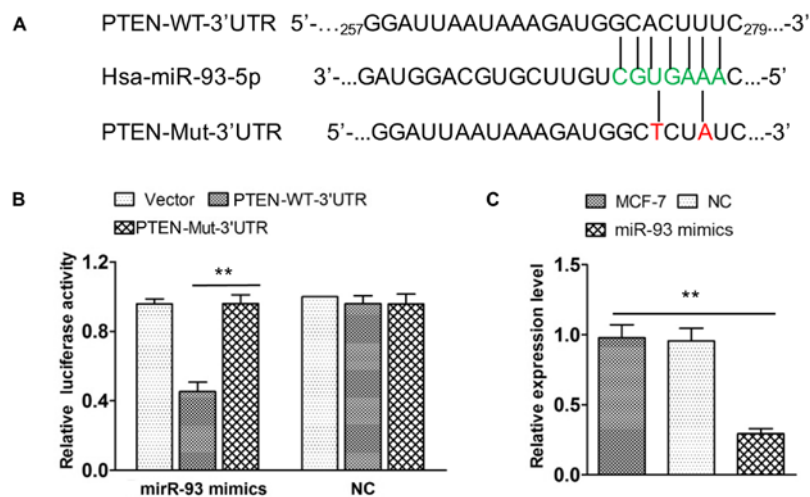 A
PTEN-WT-3'UTR 5'-...257GGAUUAAUAAAGAUGGCACUUUC279...-3'
Hsa-miR-93-5p 3'-...GAUGGACGUGCUUGUCGUGAAAC...-5'
PTEN-Mut-3'UTR 5'-...GGAUUAAUAAAGAUGGCTCUAUC...-3'
B
Vector PTEN-WT-3'UTR
PTEN-Mut-3'UTR
Relative luciferase activity
1.2
0.8
0.4
0.0
**
mirR-93 mimics NC
C
MCF-7 NC
miR-93 mimics
Relative expression level
1.5
1.0
0.5
0.0
**